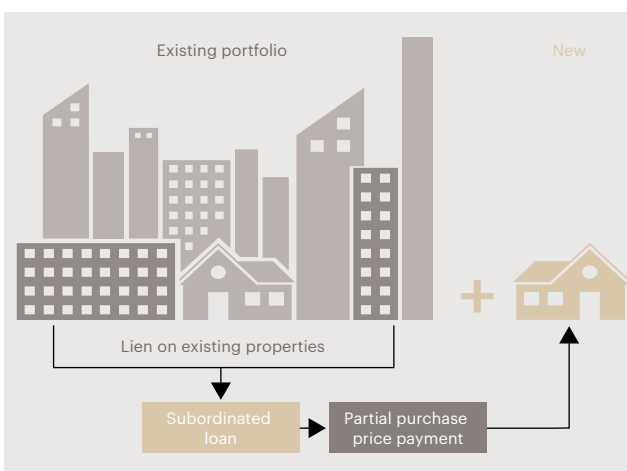 Existing portfolio
New
Lien on existing properties
Subordinated
loan
Partial purchase
price payment